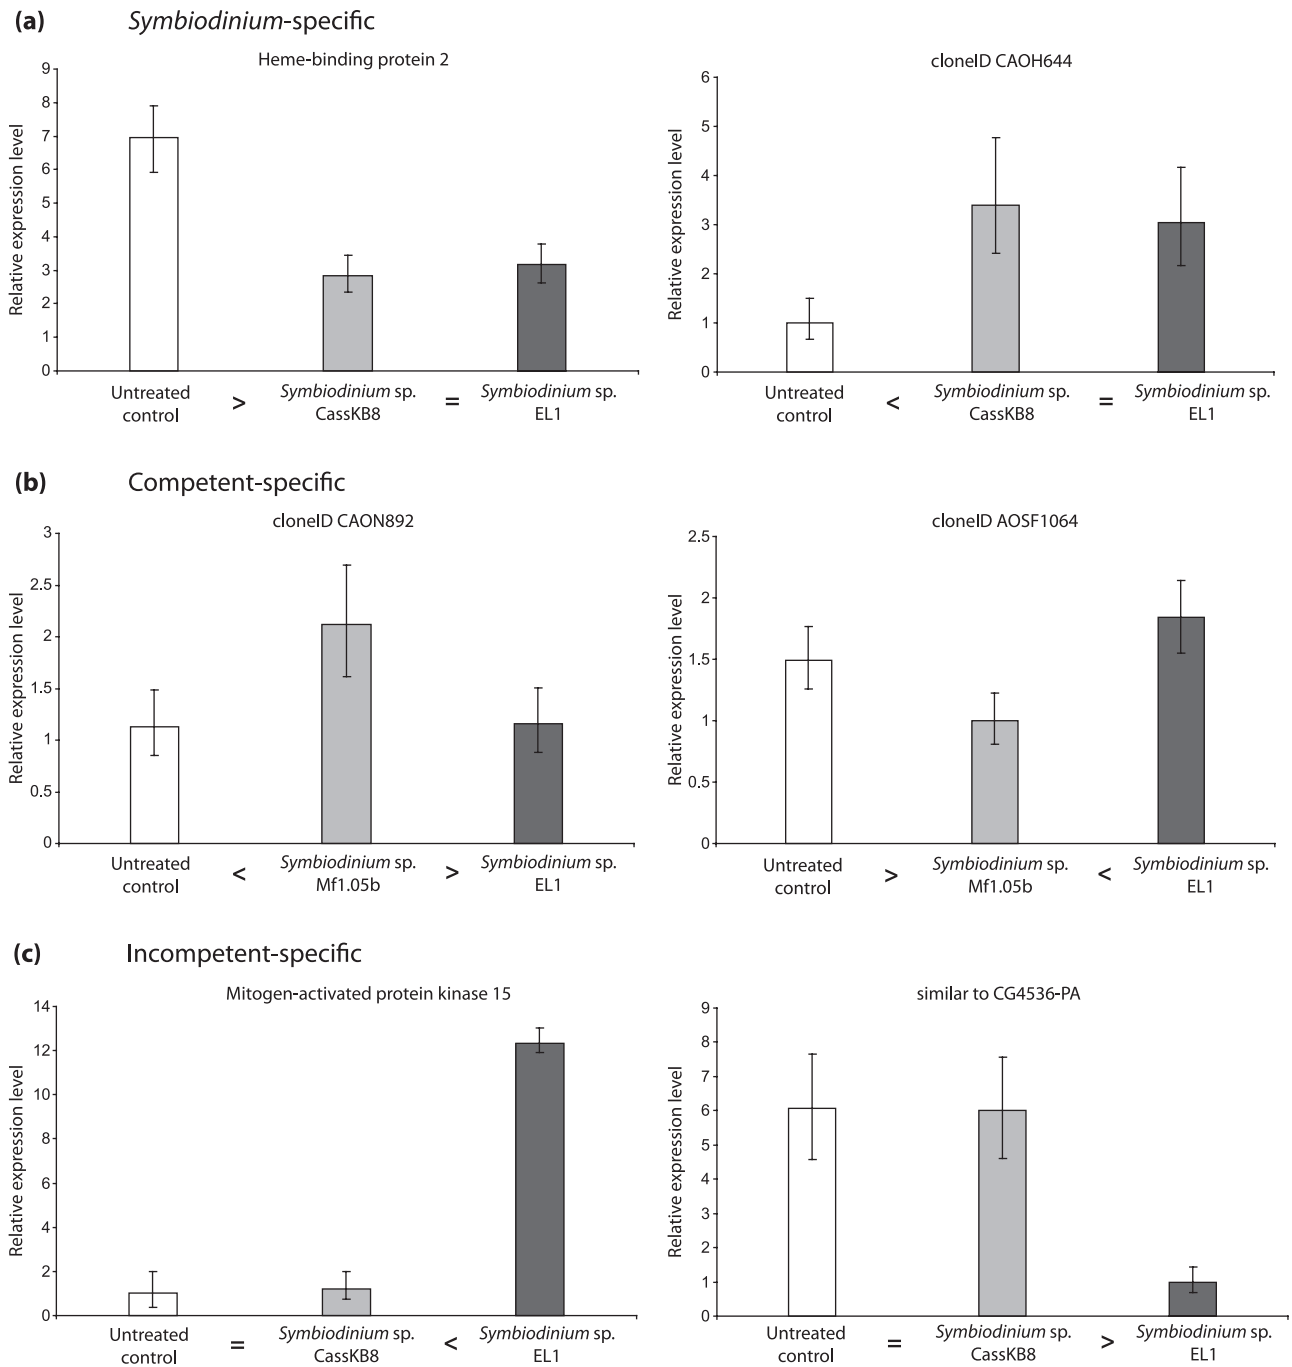 (a) Symbiodinium-specific
Heme-binding protein 2
Relative expression level
9
8
7
6
5
4
3
2
1
0
Untreated control
>
Symbiodinium sp. CassKB8
=
Symbiodinium sp. EL1
cloneID CAOH644
Relative expression level
6
5
4
3
2
1
0
Untreated control
<
Symbiodinium sp. CassKB8
=
Symbiodinium sp. EL1
(b) Competent-specific
cloneID CAON892
Relative expression level
3
2.5
2
1.5
1
0.5
0
Untreated control
<
Symbiodinium sp. Mf1.05b
>
Symbiodinium sp. EL1
cloneID AOSF1064
Relative expression level
2.5
2
1.5
1
0.5
0
Untreated control
>
Symbiodinium sp. Mf1.05b
<
Symbiodinium sp. EL1
(c) Incompetent-specific
Mitogen-activated protein kinase 15
Relative expression level
14
12
10
8
6
4
2
0
Untreated control
=
Symbiodinium sp. CassKB8
<
Symbiodinium sp. EL1
similar to CG4536-PA
Relative expression level
9
8
7
6
5
4
3
2
1
0
Untreated control
=
Symbiodinium sp. CassKB8
>
Symbiodinium sp. EL1